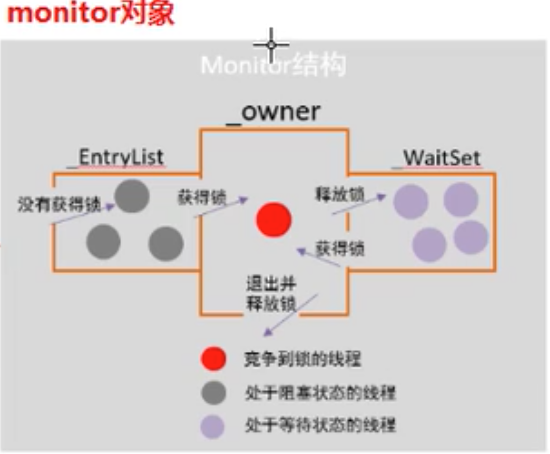 monitor对象
Monitor结构
_owner
_EntryList
_WaitSet
没有获得锁
获得锁
释放锁
获得锁
退出并
释放锁
竞争到锁的线程
处于阻塞状态的线程
处于等待状态的线程